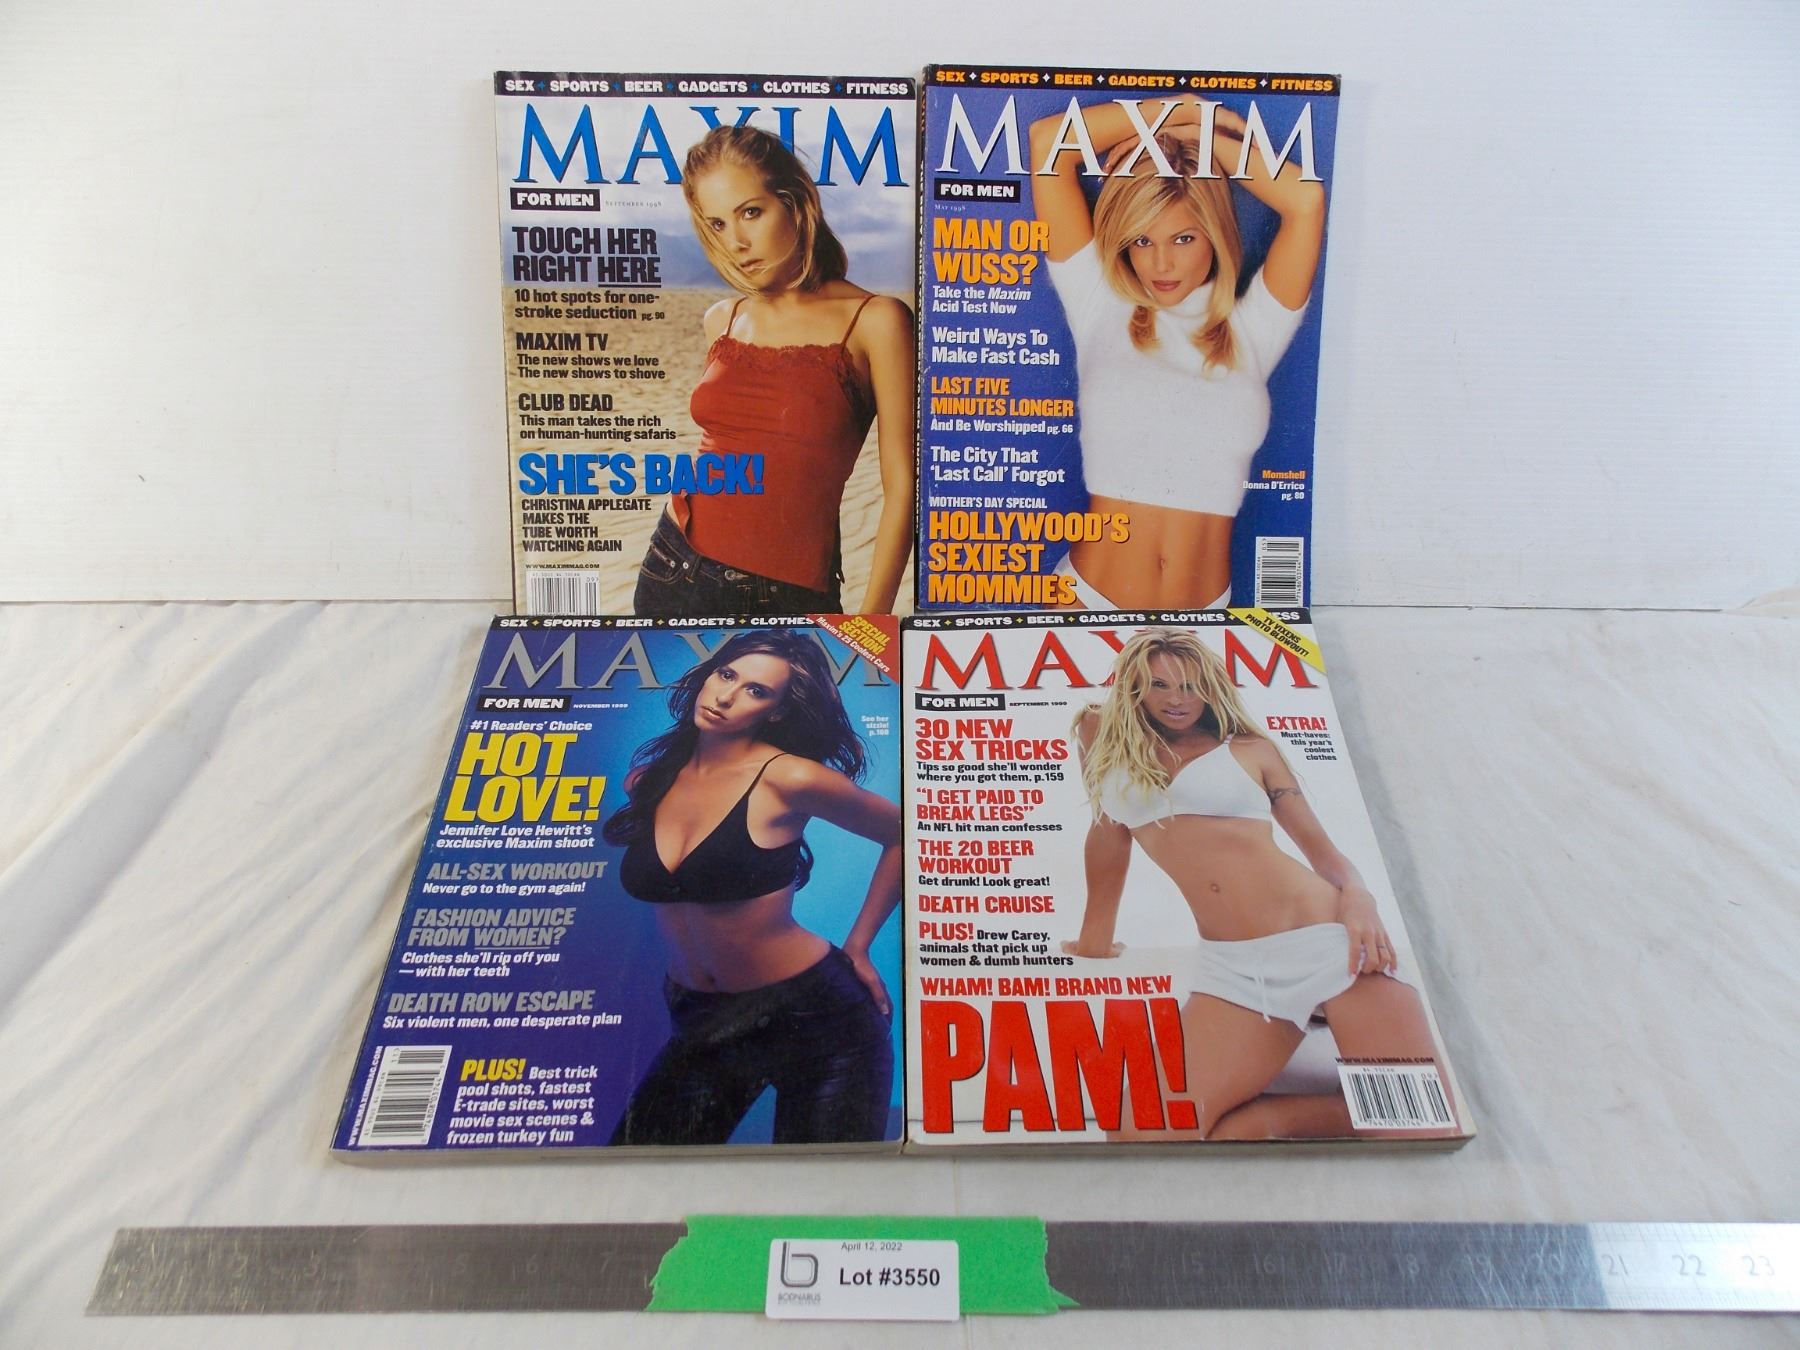 SEX + SPORTS + BEER + GADGETS + CLOTHES + FITNESS
MAXIM
FOR MEN
SEPTEMBER 1998
TOUCH HER
RIGHT HERE
10 hot spots for one-
stroke seduction pg. 90
MAXIM TV
The new shows we love
The new shows to shove
CLUB DEAD
This man takes the rich
on human-hunting safaris
SHE'S BACK!
CHRISTINA APPLEGATE
MAKES THE
TUBE WORTH
WATCHING AGAIN
WWW.MAXIMMAG.COM
SEX + SPORTS + BEER + GADGETS + CLOTHES + FITNESS
MAXIM
FOR MEN
MAY 1998
MAN OR
WUSS?
Take the Maxim
Acid Test Now
Weird Ways To
Make Fast Cash
LAST FIVE
MINUTES LONGER
And Be Worshipped pg. 66
The City That
'Last Call' Forgot
MOTHER'S DAY SPECIAL
HOLLYWOOD'S
SEXIEST
MOMMIES
Momshell
Donna D'Errico
pg. 80
SEX + SPORTS + BEER + GADGETS + CLOTHES
SPECIAL
SECTION!
Maxim's 25 Coolest Cars
MAXIM
FOR MEN
NOVEMBER 1999
#1 Readers' Choice
HOT
LOVE!
Jennifer Love Hewitt's
exclusive Maxim shoot
See her
sizzle!
p.168
ALL-SEX WORKOUT
Never go to the gym again!
FASHION ADVICE
FROM WOMEN?
Clothes she'll rip off you
— with her teeth
DEATH ROW ESCAPE
Six violent men, one desperate plan
PLUS! Best trick
pool shots, fastest
E-trade sites, worst
movie sex scenes &
frozen turkey fun
WWW.MAXIMMAG.COM
SEX + SPORTS + BEER + GADGETS + CLOTHES +
TV VIXENS
PHOTO BLOWOUT!
MAXIM
FOR MEN
SEPTEMBER 1999
30 NEW
SEX TRICKS
Tips so good she'll wonder
where you got them, p.159
"I GET PAID TO
BREAK LEGS"
An NFL hit man confesses
THE 20 BEER
WORKOUT
Get drunk! Look great!
DEATH CRUISE
PLUS! Drew Carey,
animals that pick up
women & dumb hunters
EXTRA!
Must-haves:
this year's
coolest
clothes
WHAM! BAM! BRAND NEW
PAM!
WWW.MAXIMMAG.COM
April 12, 2022
b
Lot #3550
BODNARUS